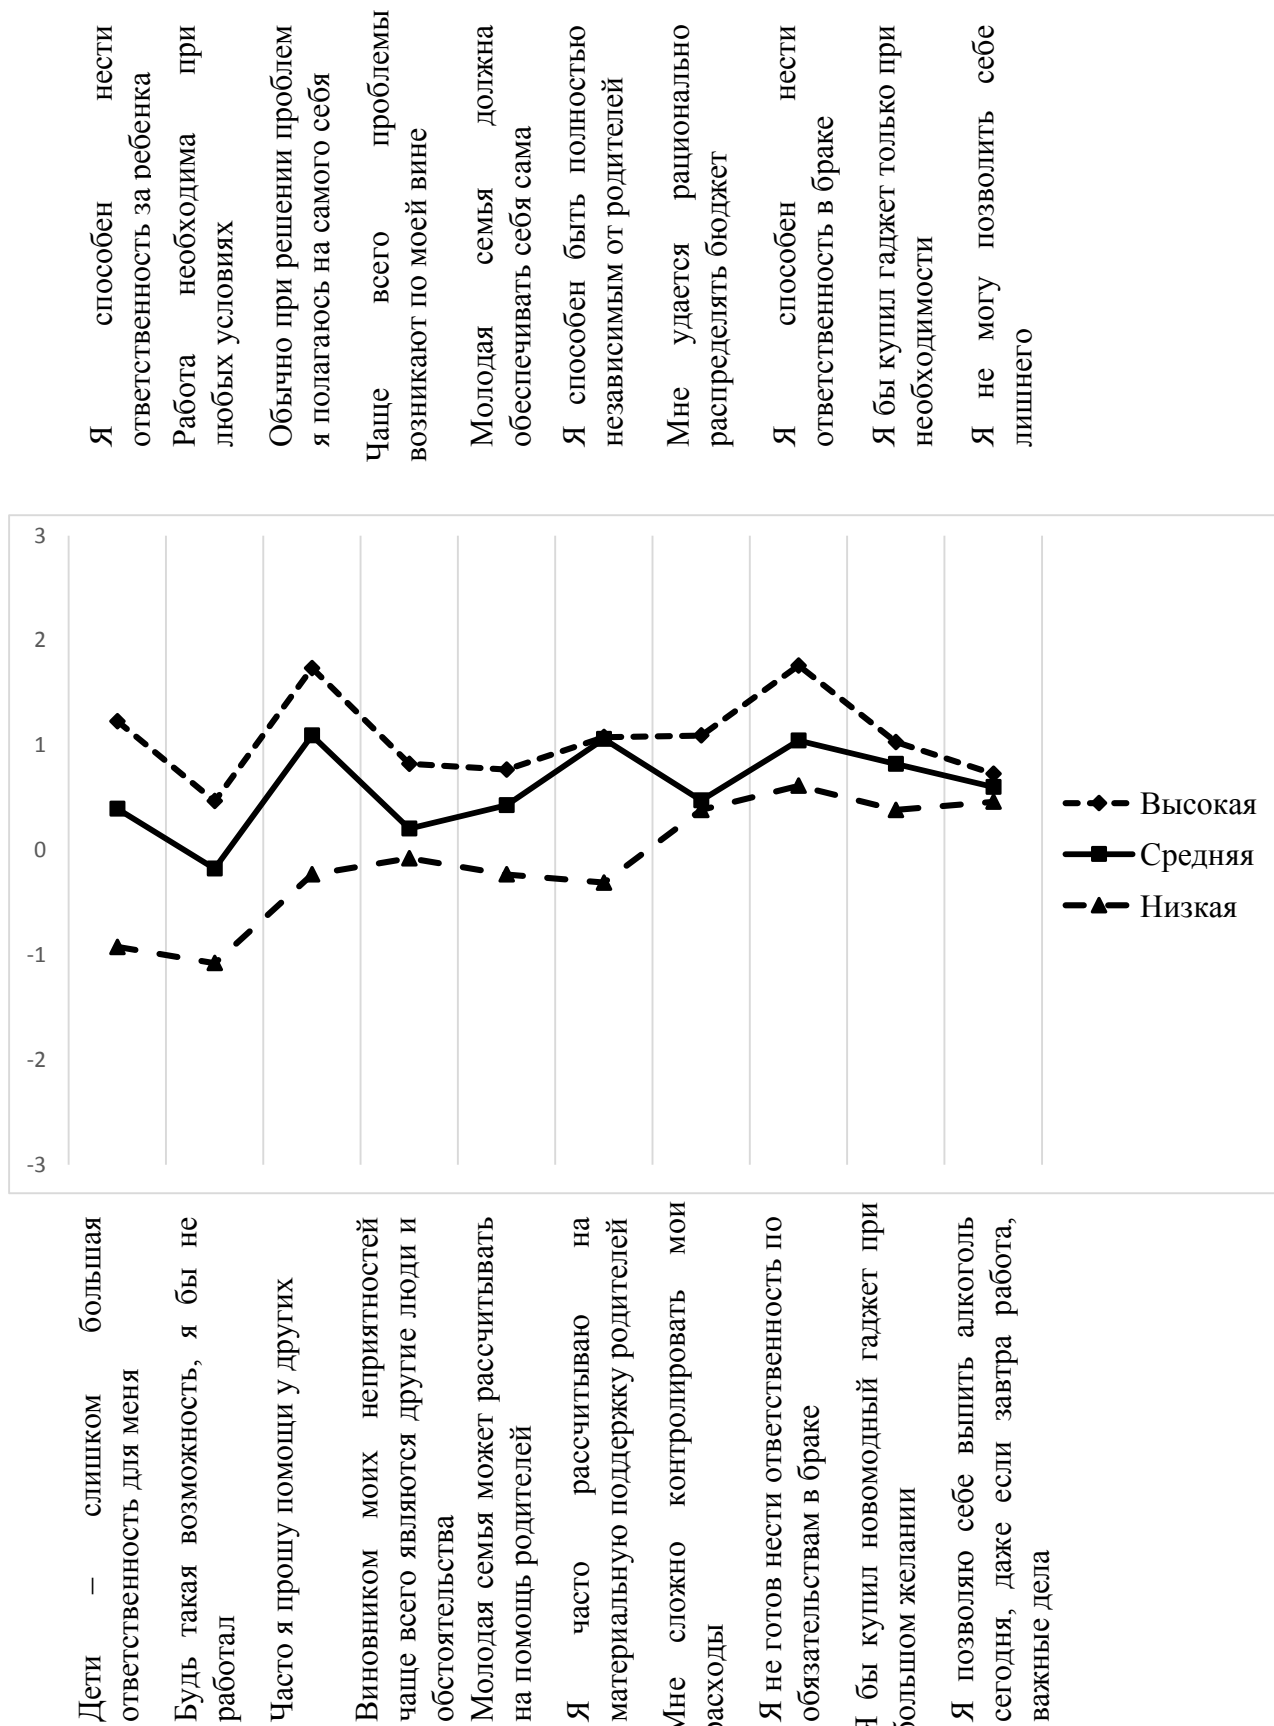 Я способен нести
ответственность за ребенка
Работа необходима при
любых условиях
Обычно при решении проблем
я полагаюсь на самого себя
Чаще всего проблемы
возникают по моей вине
Молодая семья должна
обеспечивать себя сама
Я способен быть полностью
независимым от родителей
Мне удается рационально
распределять бюджет
Я способен нести
ответственность в браке
Я бы купил гаджет только при
необходимости
Я не могу позволить себе
лишнего
3
2
1
0
-1
-2
-3
Высокая
Средняя
Низкая
Дети – слишком большая
ответственность для меня
Будь такая возможность, я бы не
работал
Часто я прошу помощи у других
Виновником моих неприятностей
чаще всего являются другие люди и
обстоятельства
Молодая семья может рассчитывать
на помощь родителей
Я часто рассчитываю на
материальную поддержку родителей
Мне сложно контролировать мои
расходы
Я не готов нести ответственность по
обязательствам в браке
Я бы купил новомодный гаджет при
большом желании
Я позволяю себе выпить алкоголь
сегодня, даже если завтра работа,
важные дела